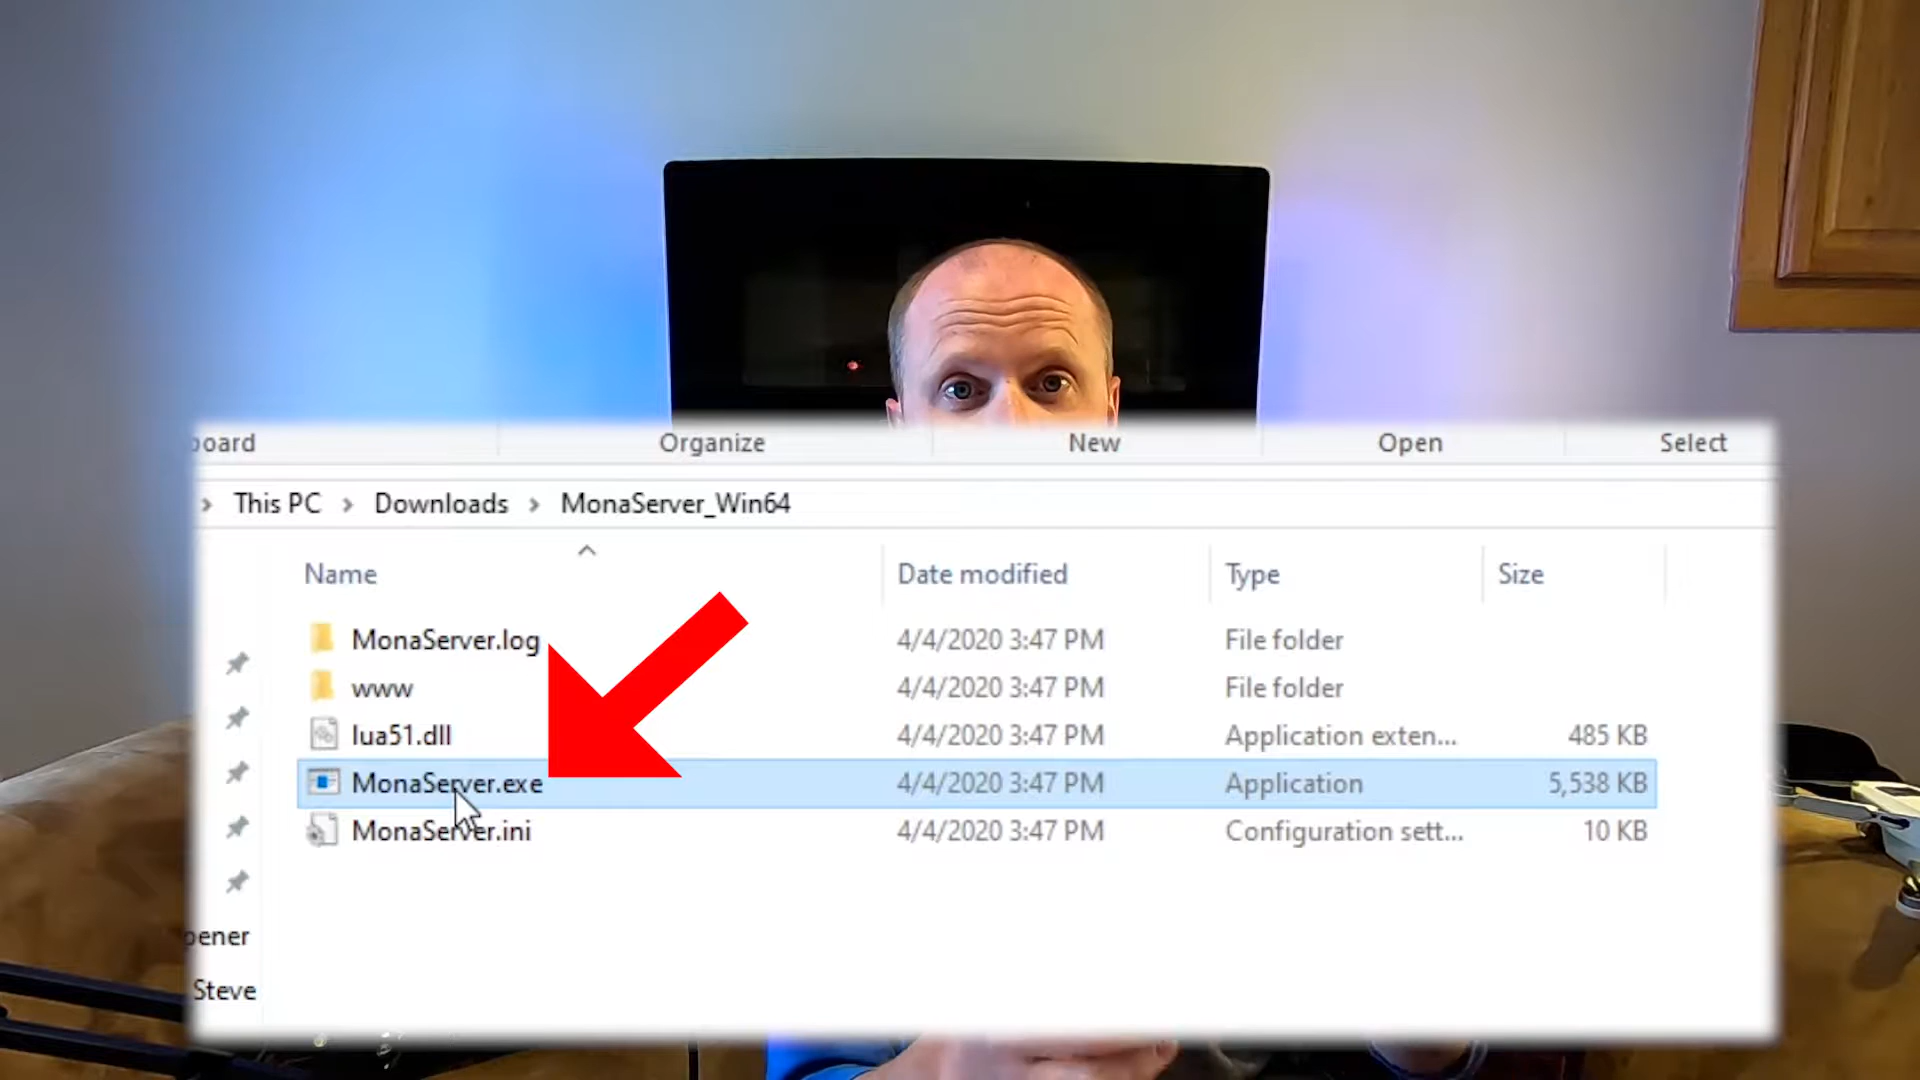 board Organize New Open Select
This PC > Downloads > MonaServer_Win64
Name Date modified Type Size
MonaServer.log 4/4/2020 3:47 PM File folder
www 4/4/2020 3:47 PM File folder
lua51.dll 4/4/2020 3:47 PM Application exten... 485 KB
MonaServer.exe 4/4/2020 3:47 PM Application 5,538 KB
MonaServer.ini 4/4/2020 3:47 PM Configuration sett... 10 KB
pener
Steve